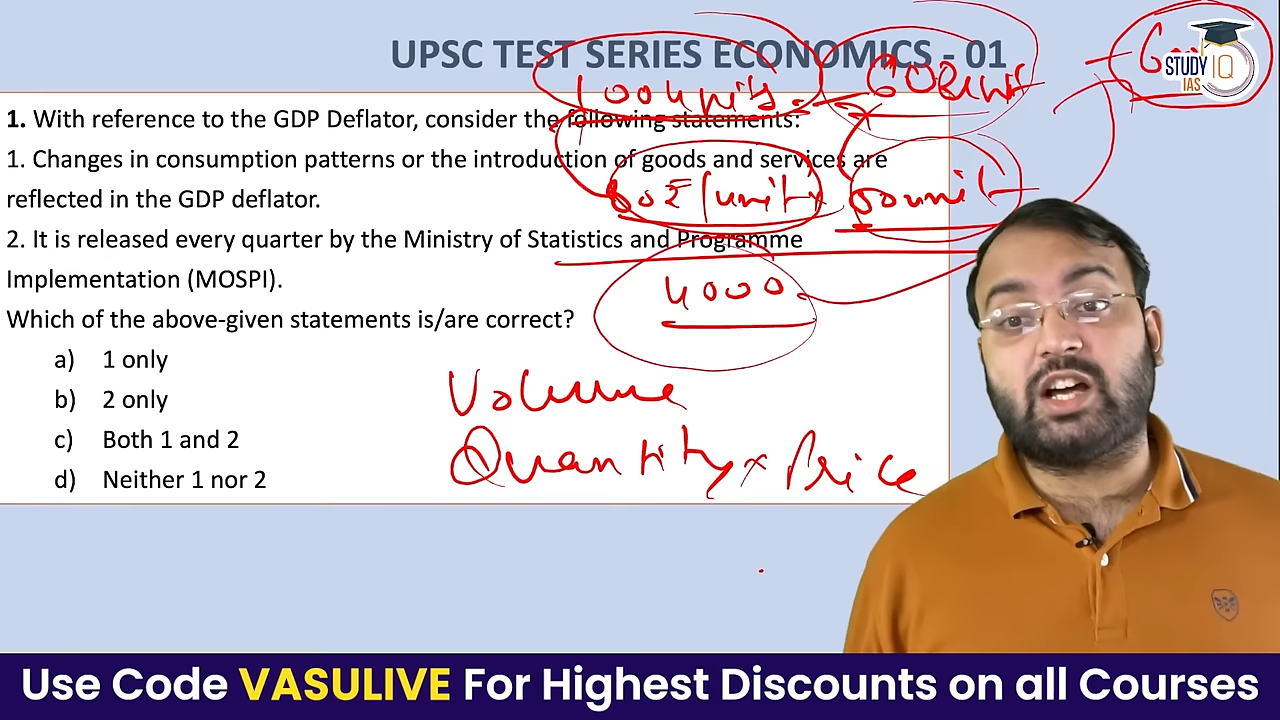 UPSC TEST SERIES ECONOMICS - 01
STUDY IQ
IAS
100 units
1. With reference to the GDP Deflator, consider the following statements:
1. Changes in consumption patterns or the introduction of goods and services are
reflected in the GDP deflator.
2. It is released every quarter by the Ministry of Statistics and Programme
Implementation (MOSPI).
4000
Which of the above-given statements is/are correct?
a) 1 only
b) 2 only
c) Both 1 and 2
d) Neither 1 nor 2
Volume
Quantity x Price
Use Code VASULIVE For Highest Discounts on all Courses